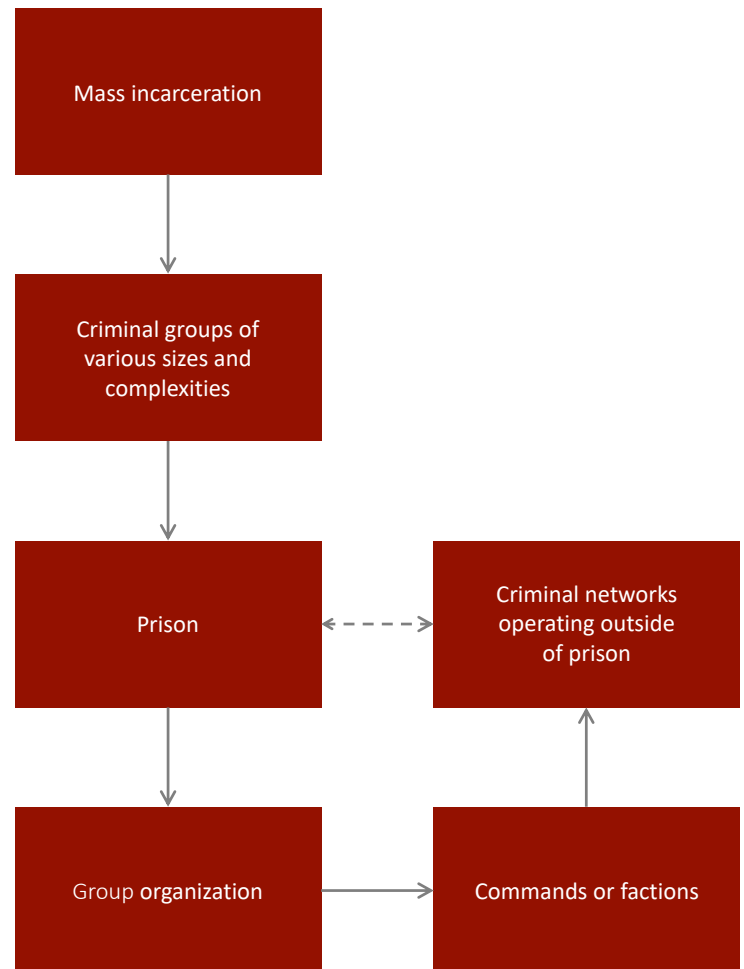 Mass incarceration
Criminal groups of
various sizes and
complexities
Prison
Criminal networks
operating outside
of prison
Group organization
Commands or factions